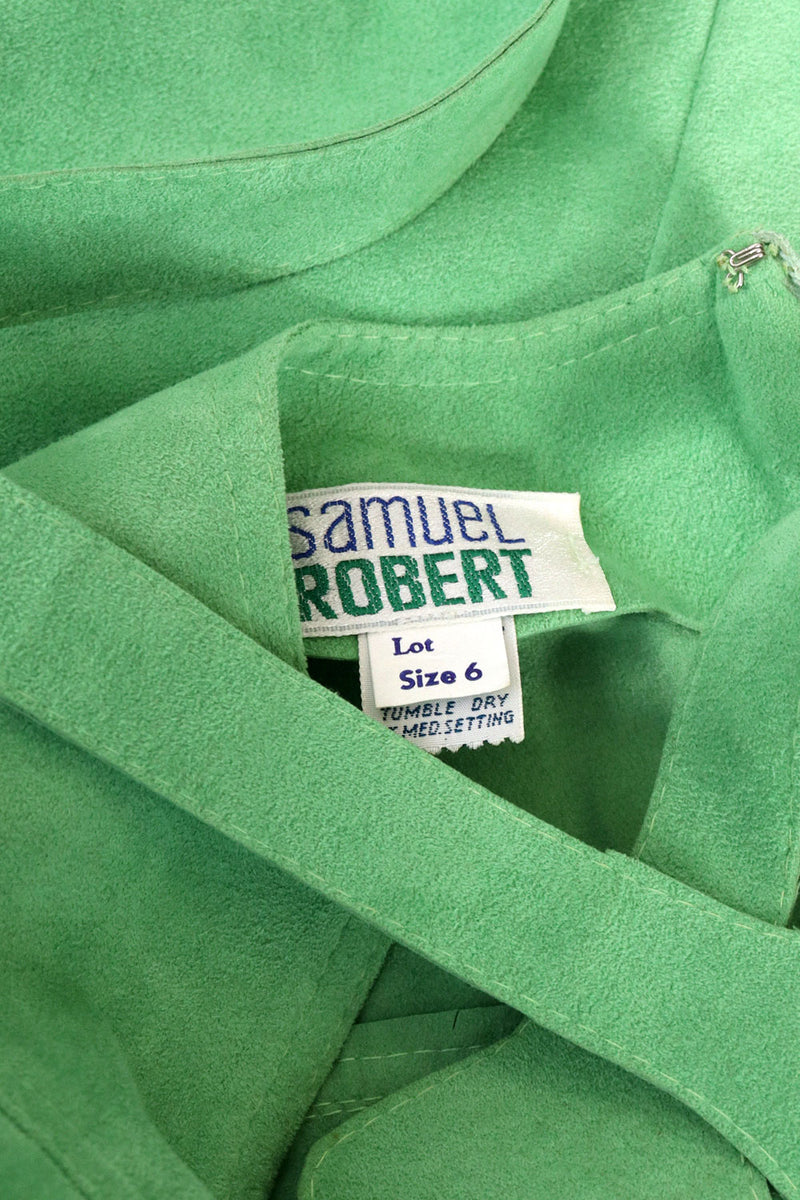 samuel
ROBERT
Lot
Size 6
TUMBLE DRY
MED.SETTING